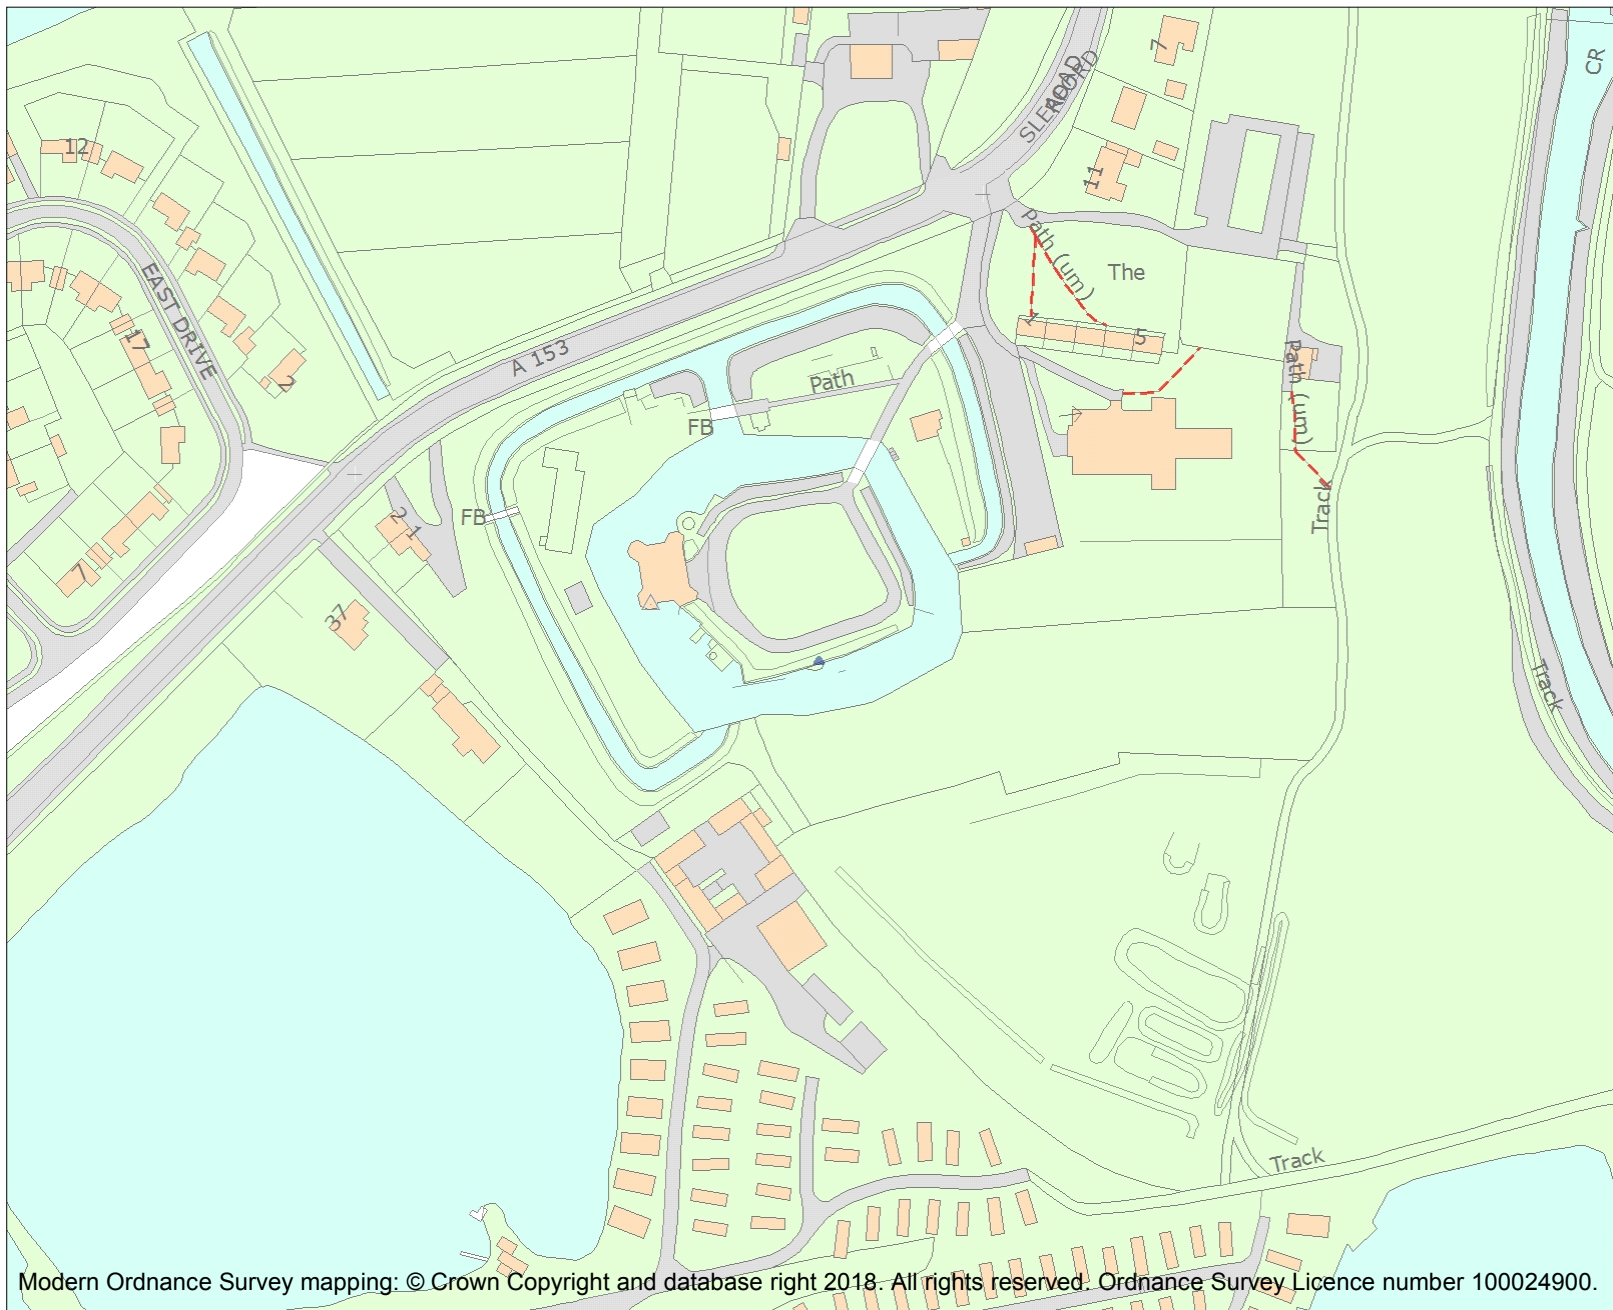 CR
SLEAFORD
ROAD
7
12
11
Path (um)
The
EAST DRIVE
1
5
17
A 153
2
Path
Path (um)
FB
Track
FB
2
1
7
37
Track
Track
Modern Ordnance Survey mapping: © Crown Copyright and database right 2018. All rights reserved. Ordnance Survey Licence number 100024900.